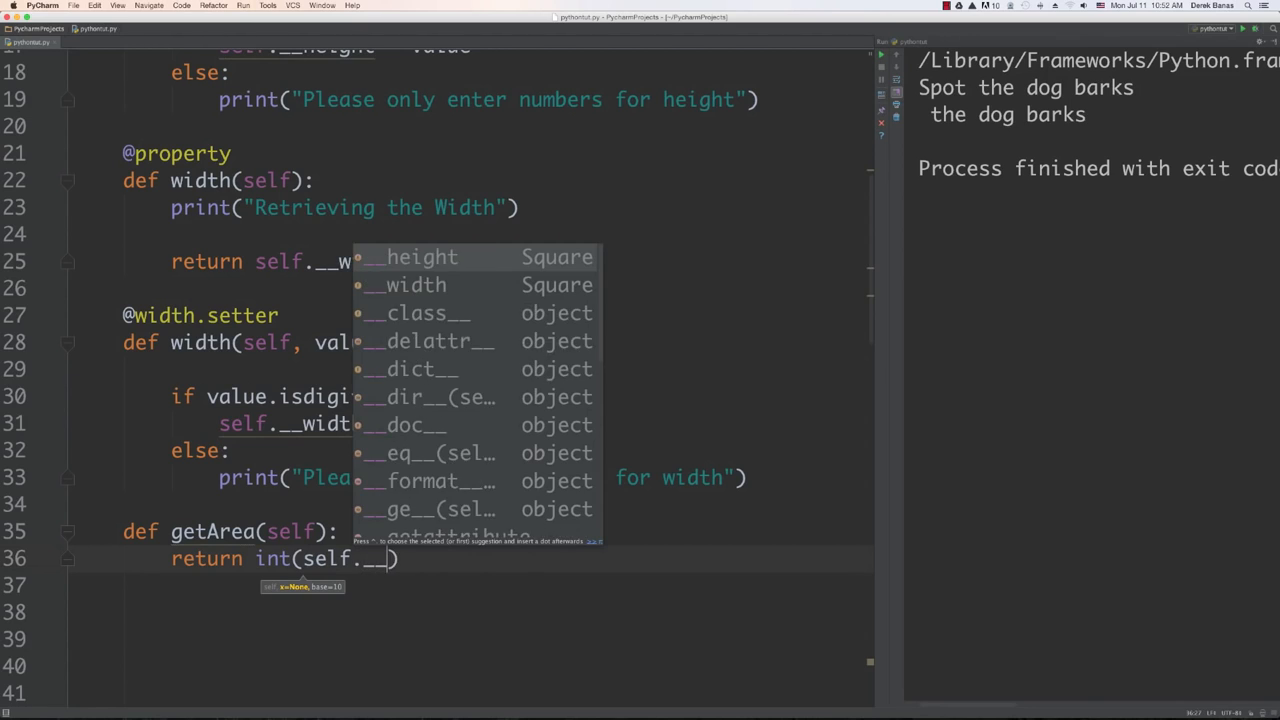 PyCharm File Edit View Navigate Code Refactor Run Tools VCS Window Help
10 Mon Jul 11 10:52 AM Derek Banas
pythontut.py - PycharmProjects - [~/PycharmProjects]
PycharmProjects pythontut.py
pythontut
pythontut.py
Run pythontut
17 self.__height = value
18 else:
19 print("Please only enter numbers for height")
20
21 @property
22 def width(self):
23 print("Retrieving the Width")
24
25 return self.__w
26
27 @width.setter
28 def width(self, val
29
30 if value.isdigi
31 self.__widt
32 else:
33 print("Plea for width")
34
35 def getArea(self):
36 return int(self.__)
37
38
39
40
41
__height Square
__width Square
__class__ object
__delattr__ object
__dict__ object
__dir__(se… object
__doc__ object
__eq__(sel… object
__format__… object
__ge__(sel… object
__getattribute
Press ^. to choose the selected (or first) suggestion and insert a dot afterwards >>
self, x=None, base=10
/Library/Frameworks/Python.fra
Spot the dog barks
the dog barks
Process finished with exit cod
36:27 LF‡ UTF-8‡